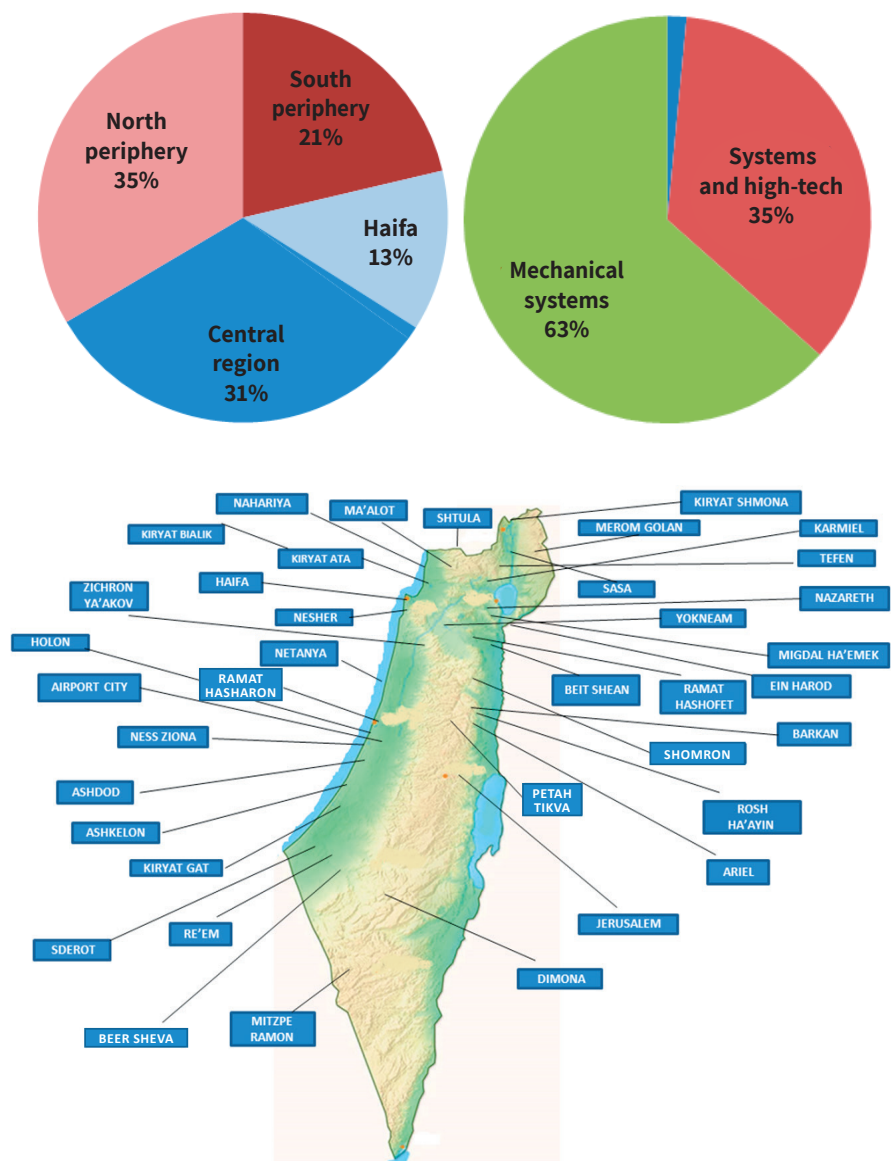 South
periphery
21%
North
periphery
35%
Haifa
13%
Central
region
31%
Systems
and high-tech
35%
Mechanical
systems
63%
NAHARIYA
MA’ALOT
SHTULA
KIRYAT SHMONA
KIRYAT BIALIK
MEROM GOLAN
KARMIEL
KIRYAT ATA
TEFEN
HAIFA
SASA
ZICHRON
YA’AKOV
NAZARETH
NESHER
YOKNEAM
HOLON
NETANYA
MIGDAL HA’EMEK
AIRPORT CITY
RAMAT
HASHARON
BEIT SHEAN
RAMAT
HASHOFET
EIN HAROD
NESS ZIONA
BARKAN
SHOMRON
ASHDOD
PETAH
TIKVA
ROSH
HA’AYIN
ASHKELON
KIRYAT GAT
ARIEL
RE’EM
JERUSALEM
SDEROT
DIMONA
BEER SHEVA
MITZPE
RAMON